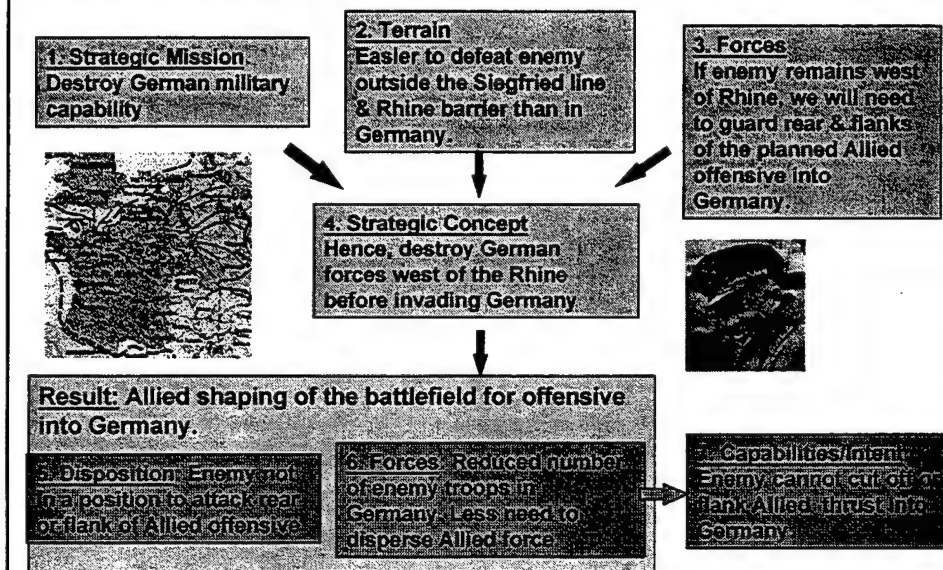 1. Strategic Mission
Destroy German military
capability
2. Terrain
Easier to defeat enemy
outside the Siegfried line
& Rhine barrier than in
Germany.
3. Forces
If enemy remains west
of Rhine, we will need
to guard rear & flanks
of the planned Allied
offensive into
Germany.
4. Strategic Concept
Hence, destroy German
forces west of the Rhine
before invading Germany
Result: Allied shaping of the battlefield for offensive
into Germany.
5. Disposition: Enemy not
in a position to attack rear
or flank of Allied offensive
6. Forces: Reduced number
of enemy troops in
Germany. Less need to
disperse Allied force
Capabilities/Intent
Enemy cannot cut off or
flank Allied thrust into
Germany.